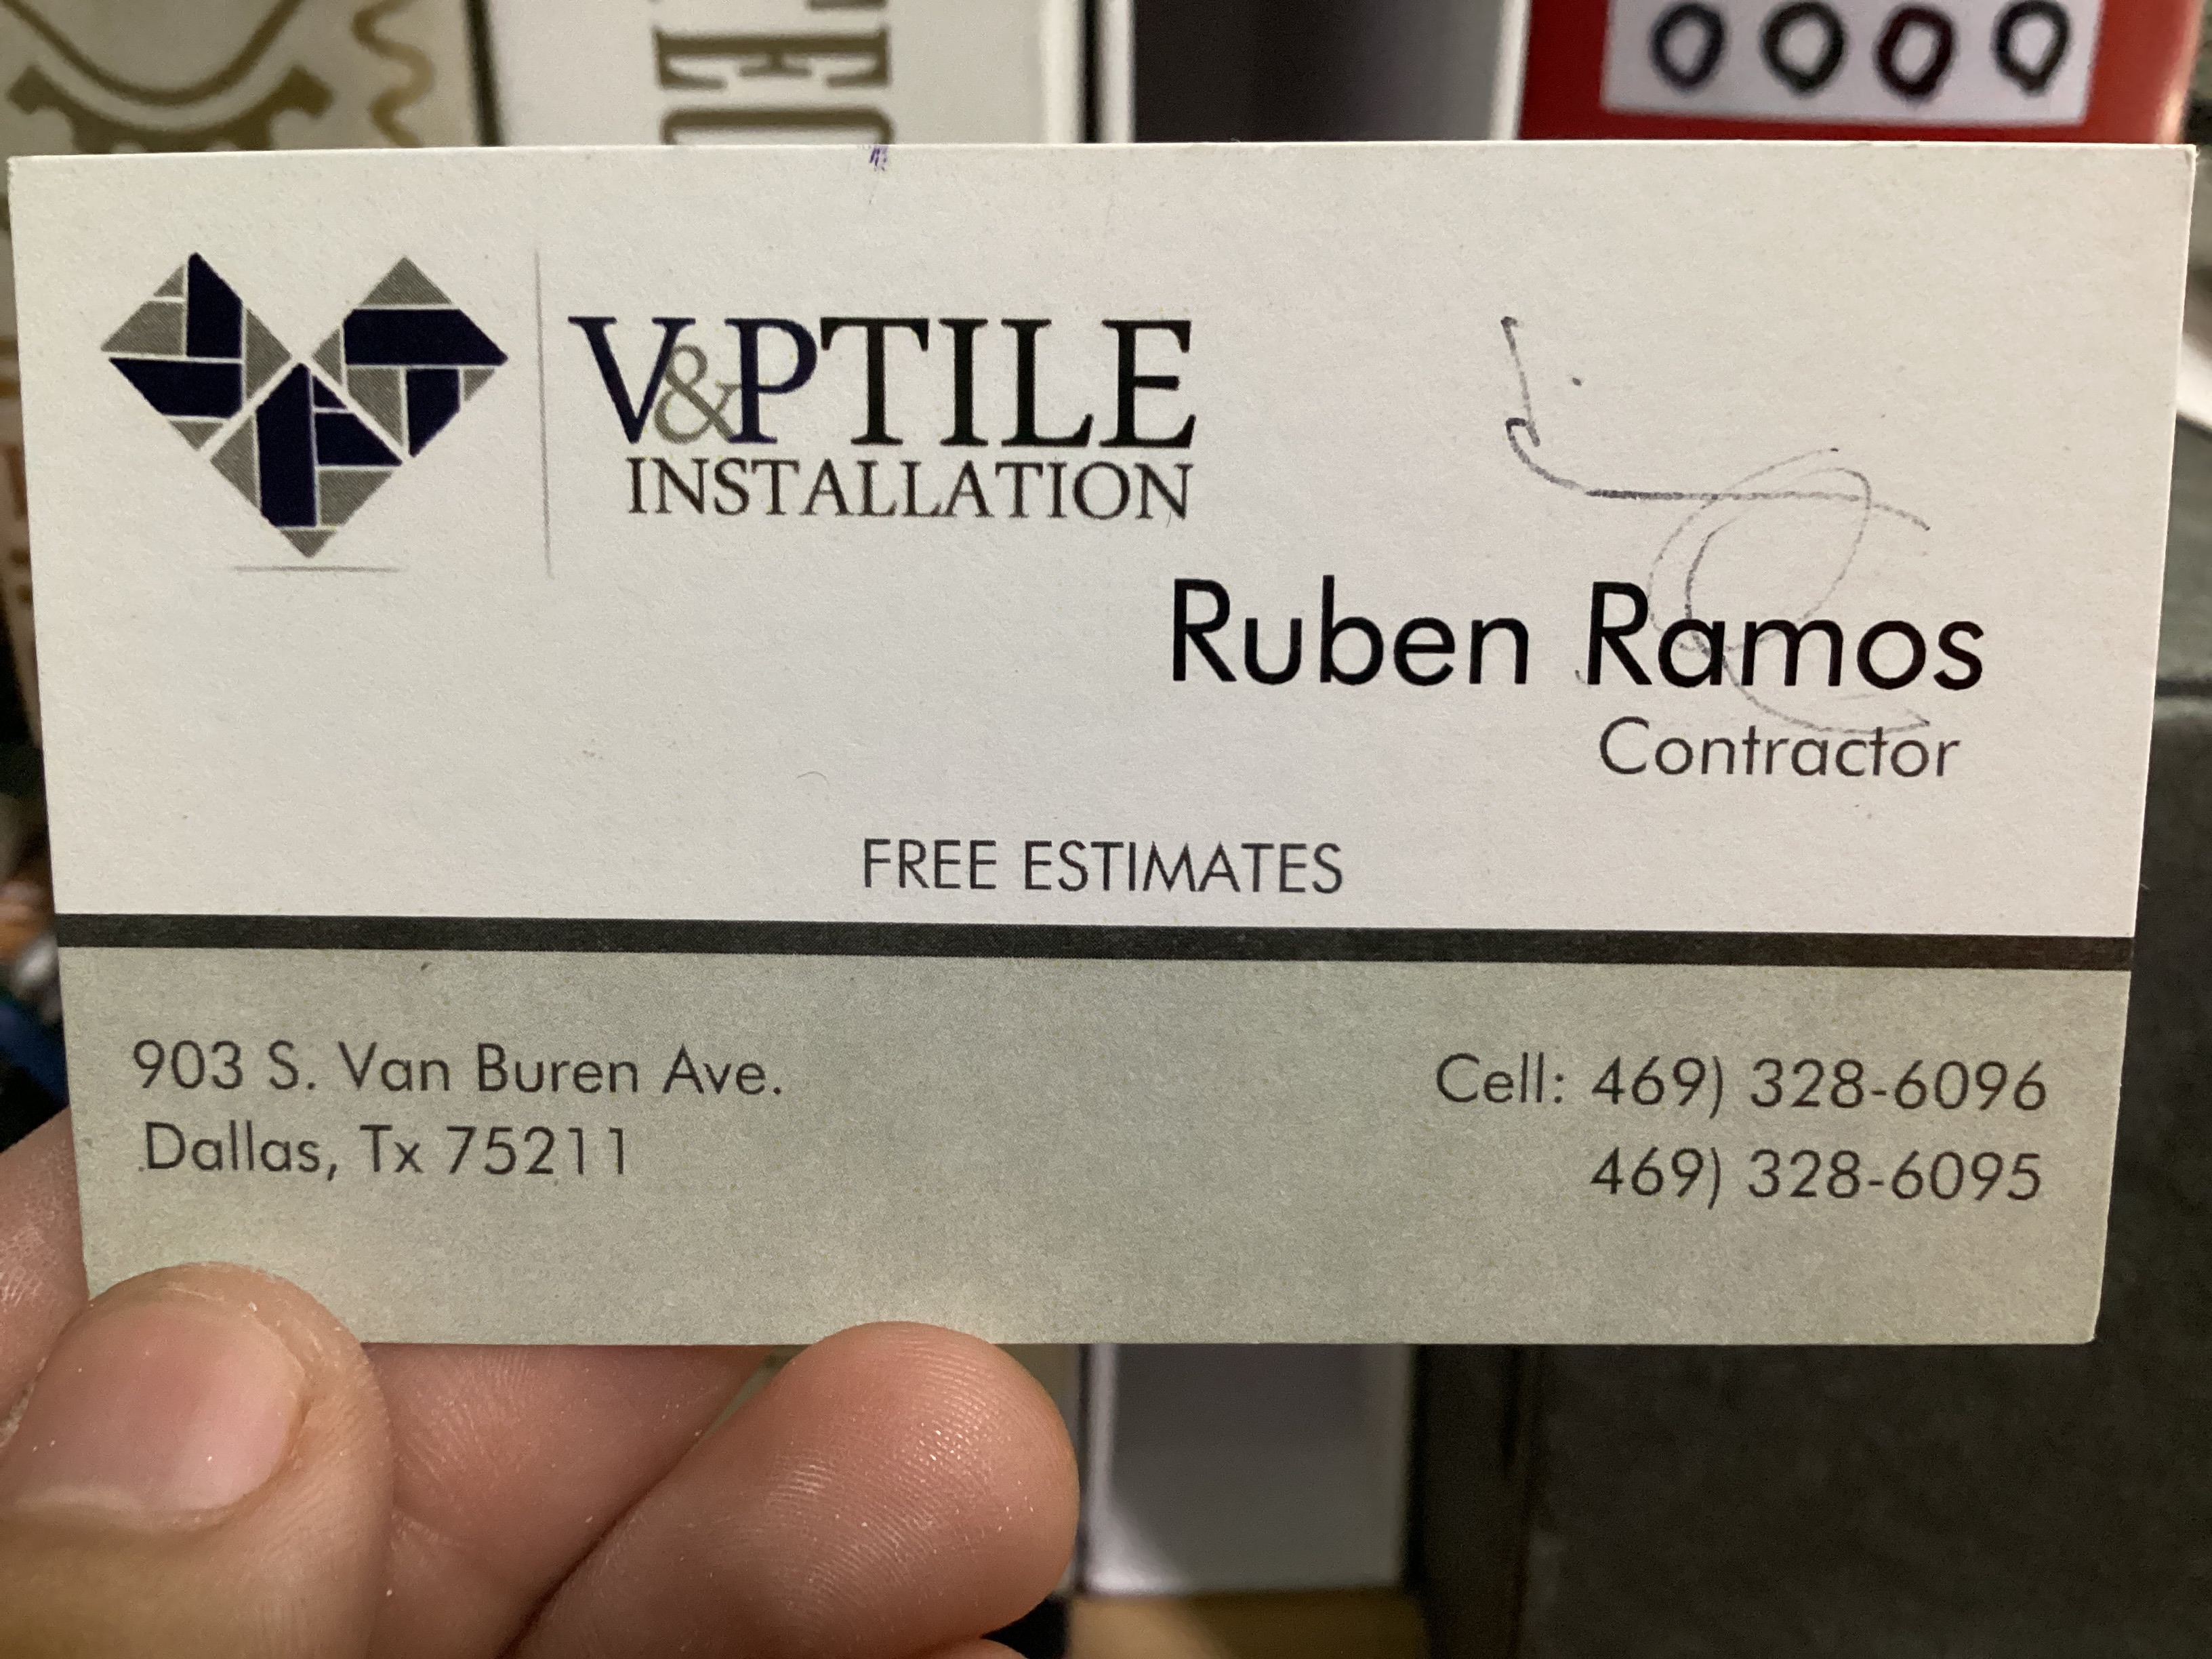 V&P TILE
INSTALLATION
Ruben Ramos
Contractor
FREE ESTIMATES
903 S. Van Buren Ave.
Dallas, Tx 75211
Cell: 469) 328-6096
469) 328-6095